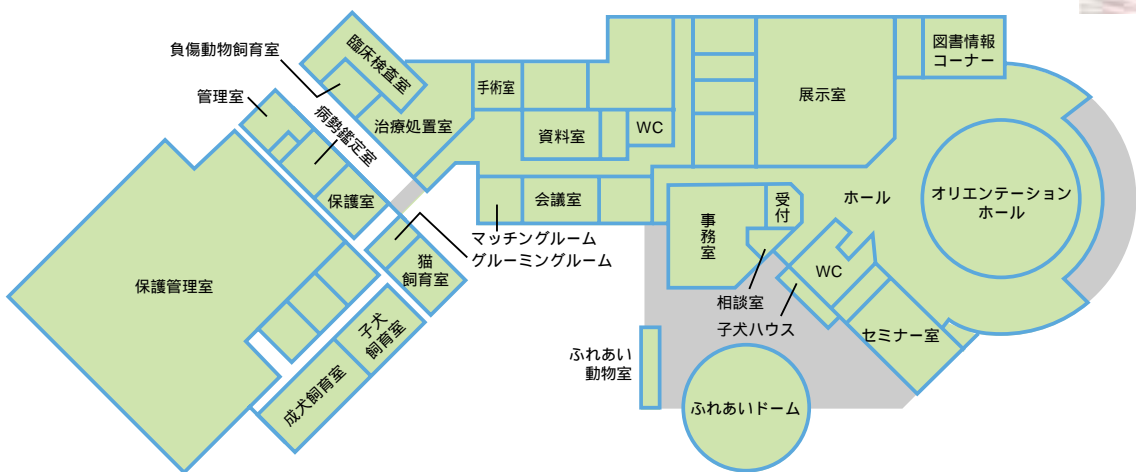 負傷動物飼育室
臨床検査室
管理室
病勢鑑定室
治療処置室
手術室
資料室
WC
展示室
図書情報
コーナー
保護室
会議室
マッチングルーム
グルーミングルーム
猫
飼育室
保護管理室
子犬
飼育室
成犬飼育室
事務室
受付
ホール
オリエンテーション
ホール
相談室
WC
子犬ハウス
セミナー室
ふれあい
動物室
ふれあいドーム